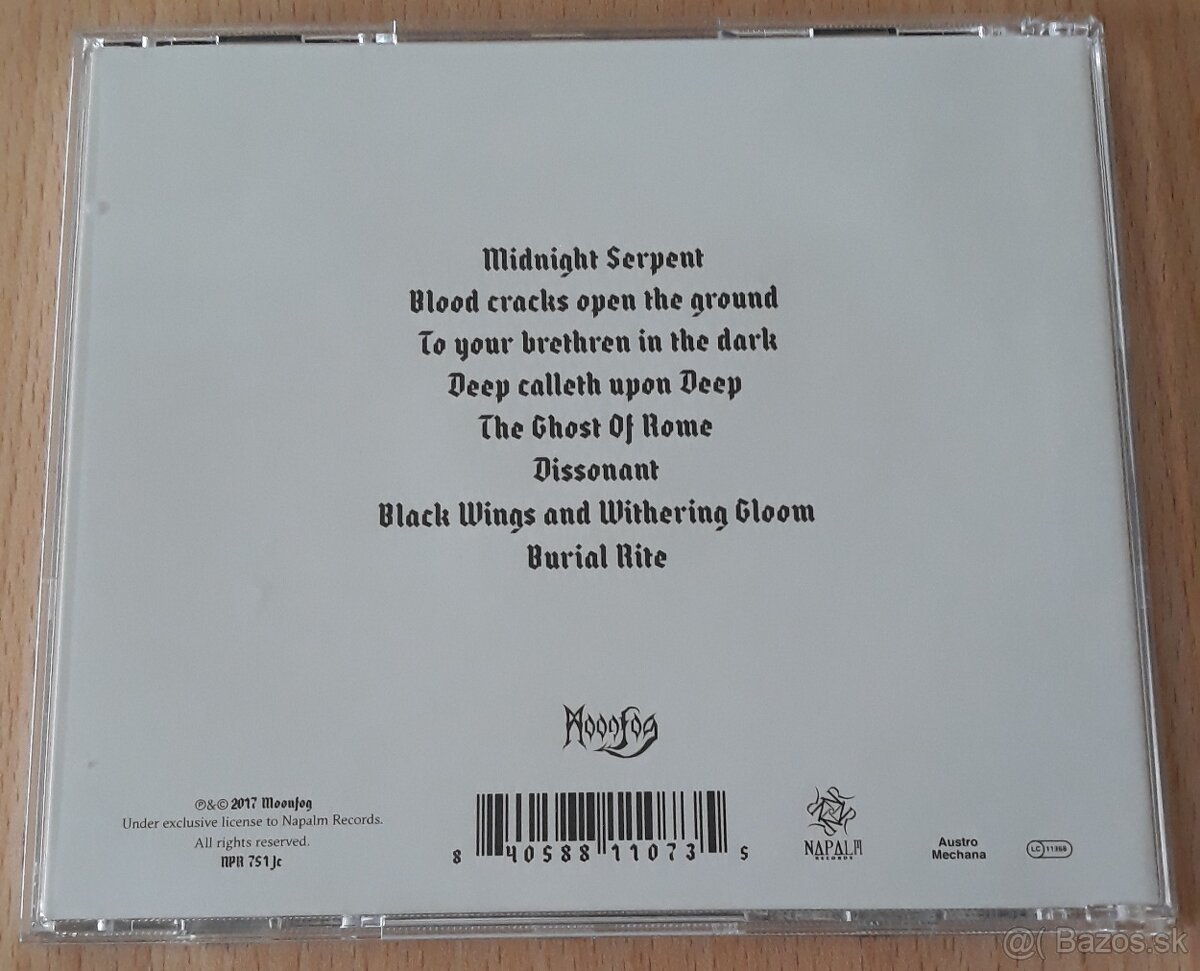 Midnight Serpent
Blood cracks open the ground
To your brethren in the dark
Deep calleth upon Deep
The Ghost Of Rome
Dissonant
Black Wings and Withering Gloom
Burial Rite
Moonfog
℗&© 2017 Moonfog
Under exclusive license to Napalm Records.
All rights reserved.
NPR 751 Jc
8 40588 11073 5
NAPALM
RECORDS
Austro
Mechana
LC 11358
@( Bazos.sk